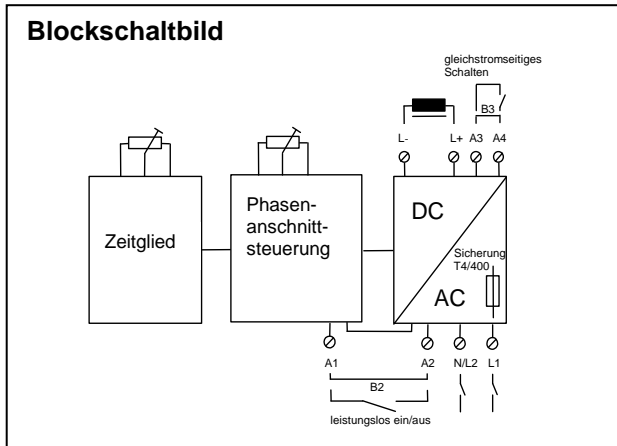 Blockschaltbild
gleichstromseitiges
Schalten
B3
L-
L+
A3
A4
Zeitglied
Phasen-
anschnitt-
steuerung
DC
Sicherung
T4/400
AC
A1
A2
N/L2
L1
B2
leistungslos ein/aus